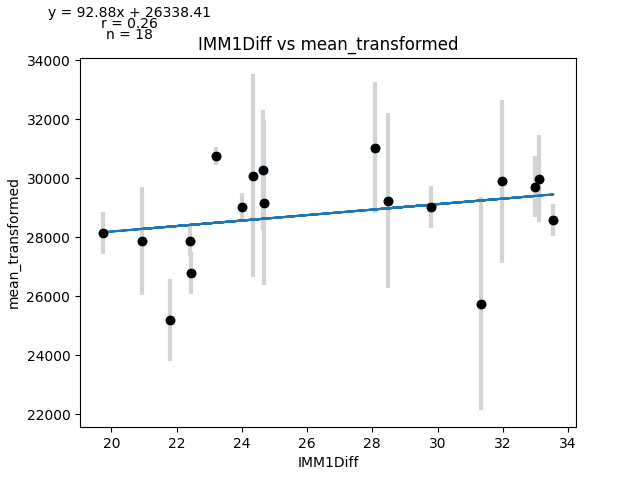 y = 92.88x + 26338.41
r = 0.26
n = 18
IMM1Diff vs mean_transformed
34000
32000
30000
28000
26000
24000
22000
mean_transformed
20 22 24 26 28 30 32 34
IMM1Diff